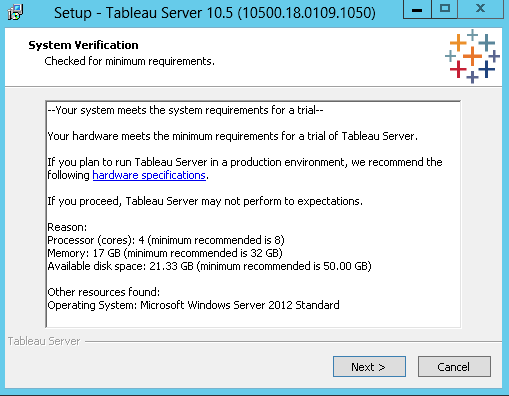 Setup - Tableau Server 10.5 (10500.18.0109.1050)
System Verification
Checked for minimum requirements.
--Your system meets the system requirements for a trial--
Your hardware meets the minimum requirements for a trial of Tableau Server.
If you plan to run Tableau Server in a production environment, we recommend the
following hardware specifications.
If you proceed, Tableau Server may not perform to expectations.
Reason:
Processor (cores): 4 (minimum recommended is 8)
Memory: 17 GB (minimum recommended is 32 GB)
Available disk space: 21.33 GB (minimum recommended is 50.00 GB)
Other resources found:
Operating System: Microsoft Windows Server 2012 Standard
Tableau Server
Next >
Cancel